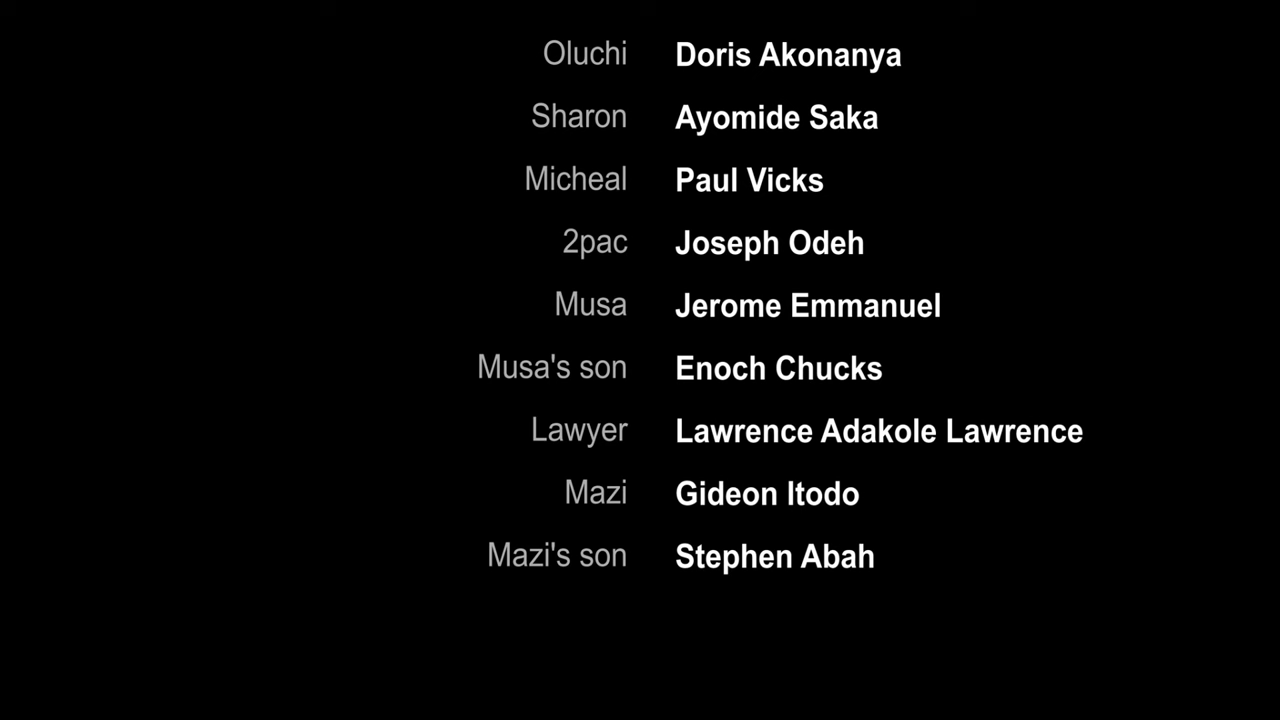 Oluchi Doris Akonanya
Sharon Ayomide Saka
Micheal Paul Vicks
2pac Joseph Odeh
Musa Jerome Emmanuel
Musa's son Enoch Chucks
Lawyer Lawrence Adakole Lawrence
Mazi Gideon Itodo
Mazi's son Stephen Abah